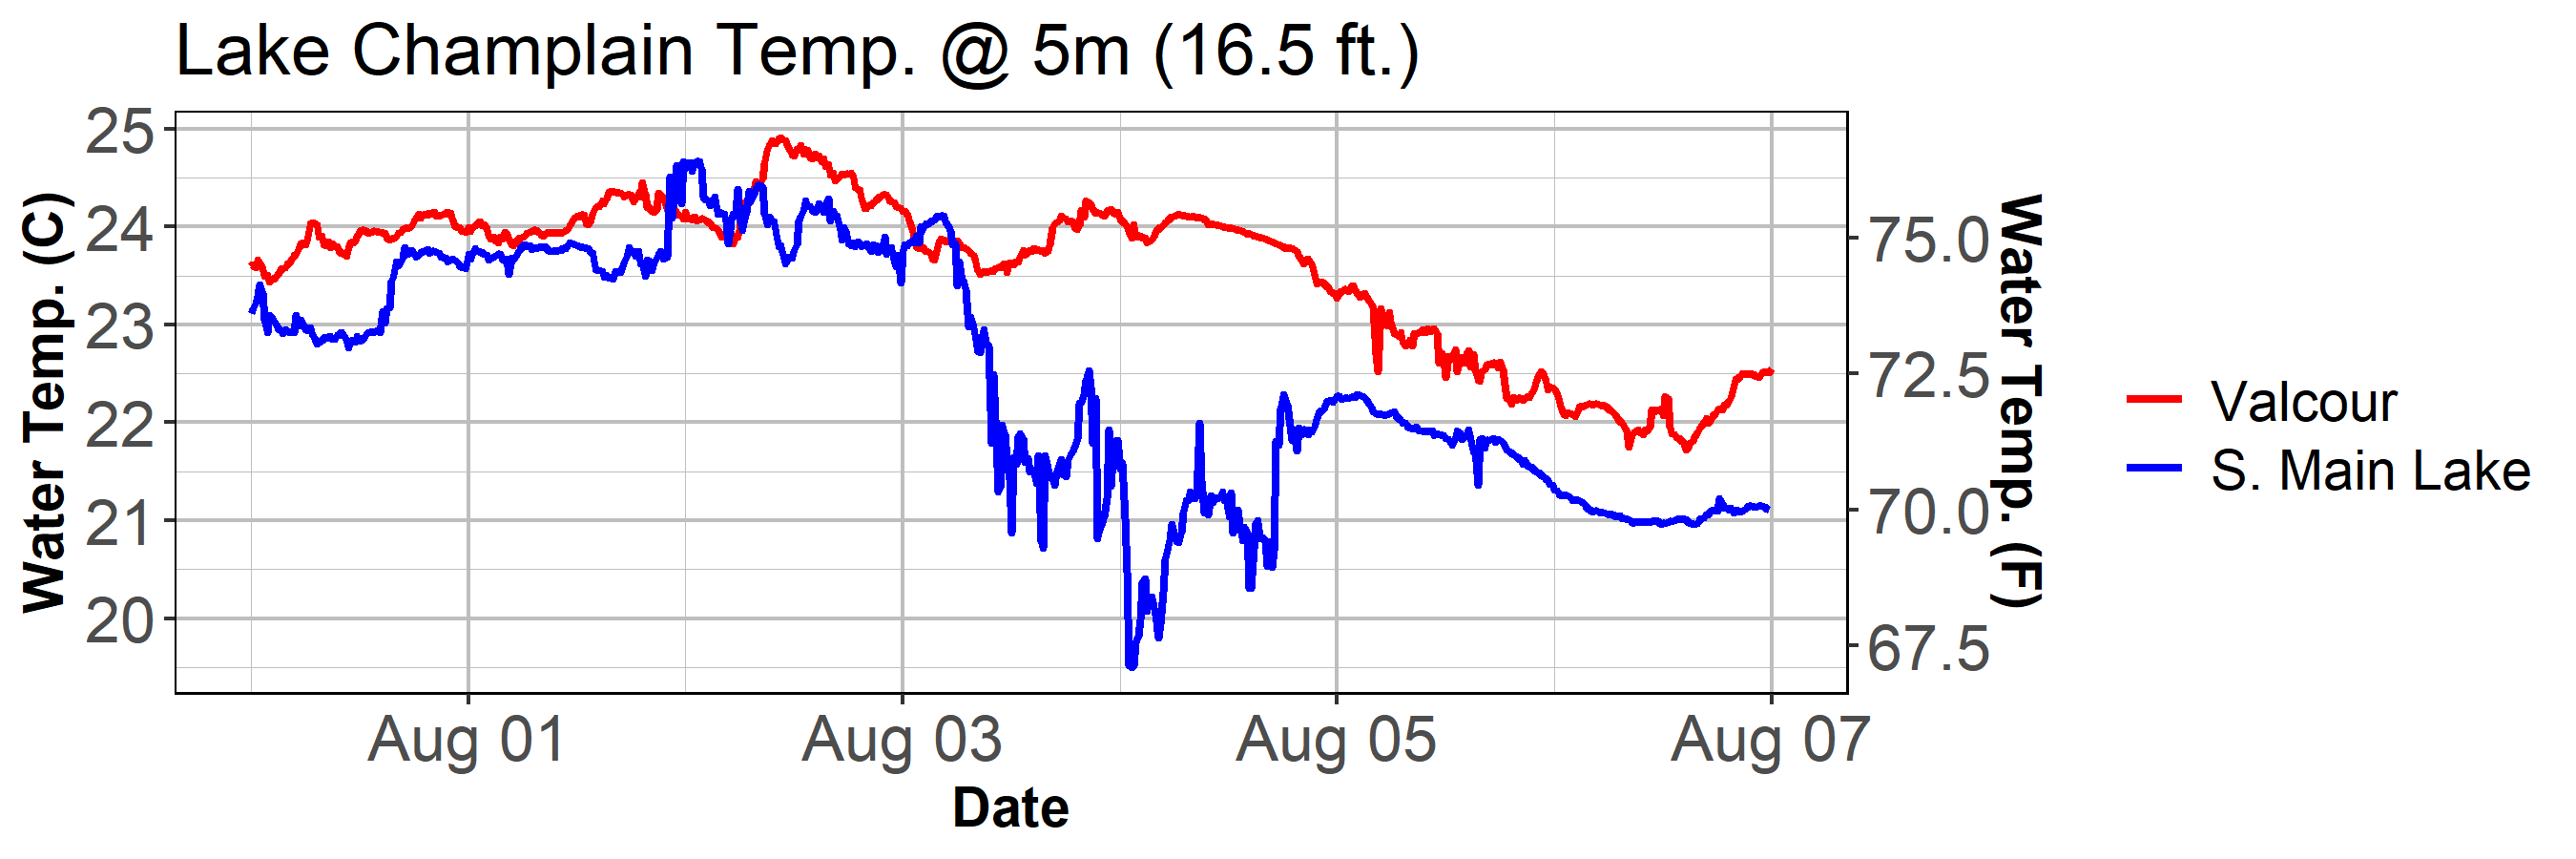 Lake Champlain Temp. @ 5m (16.5 ft.)
Water Temp. (C)
25
24
23
22
21
20
75.0
72.5
70.0
67.5
Water Temp. (F)
Aug 01
Aug 03
Aug 05
Aug 07
Date
Valcour
S. Main Lake